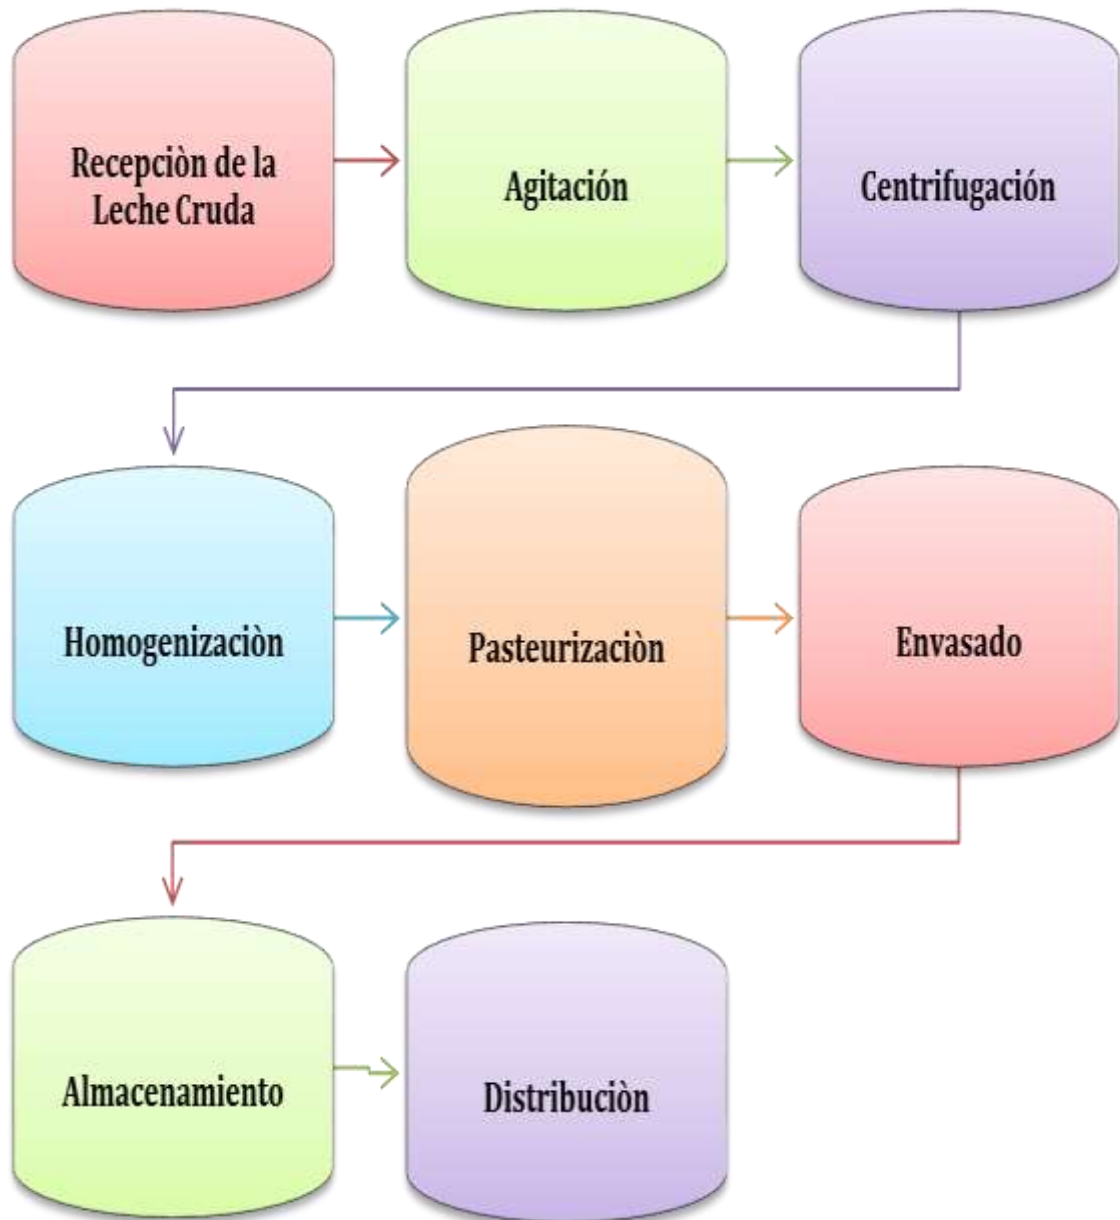 Recepciòn de la
Leche Cruda
Agitación
Centrifugación
Homogenizaciòn
Pasteurizaciòn
Envasado
Almacenamiento
Distribuciòn